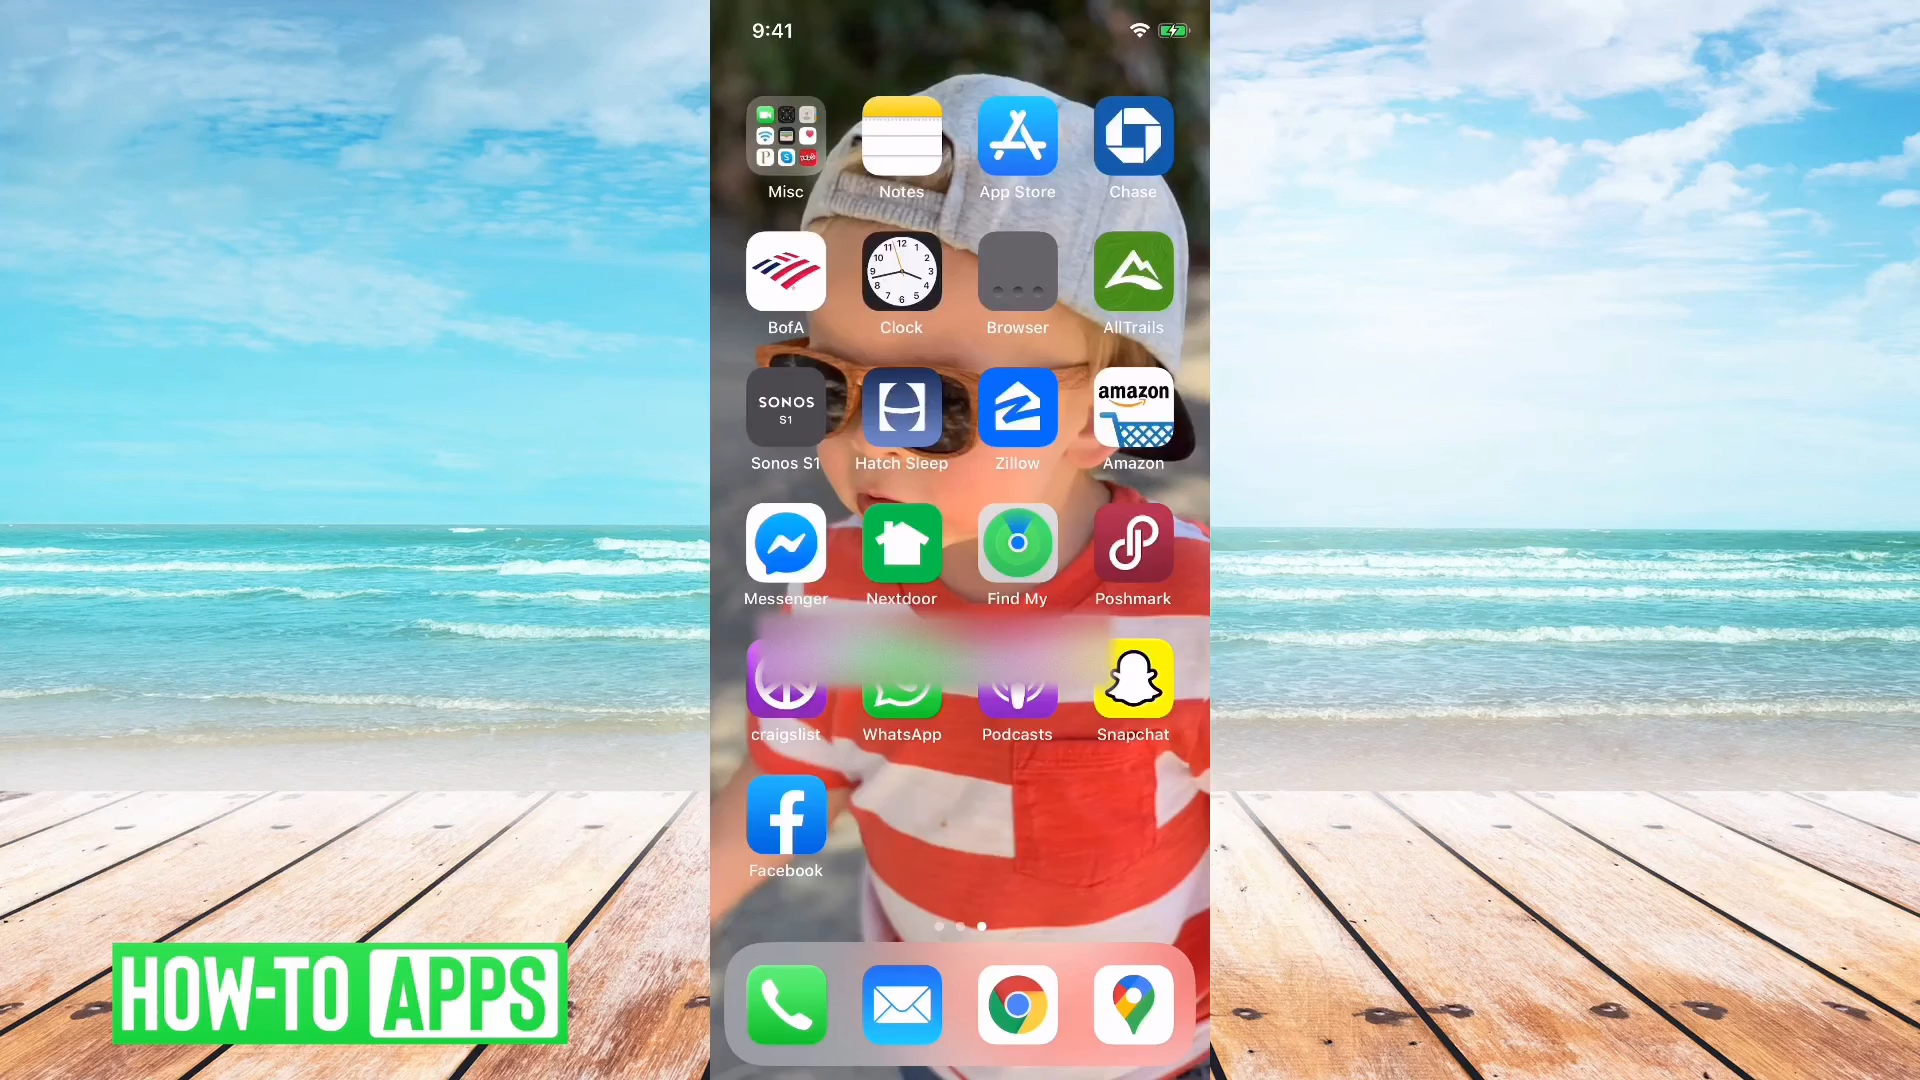 9:41
Misc Notes App Store Chase
BofA Clock Browser AllTrails
SONOS
S1
amazon
Sonos S1 Hatch Sleep Zillow Amazon
Messenger Nextdoor Find My Poshmark
craigslist WhatsApp Podcasts Snapchat
Facebook
HOW-TO APPS